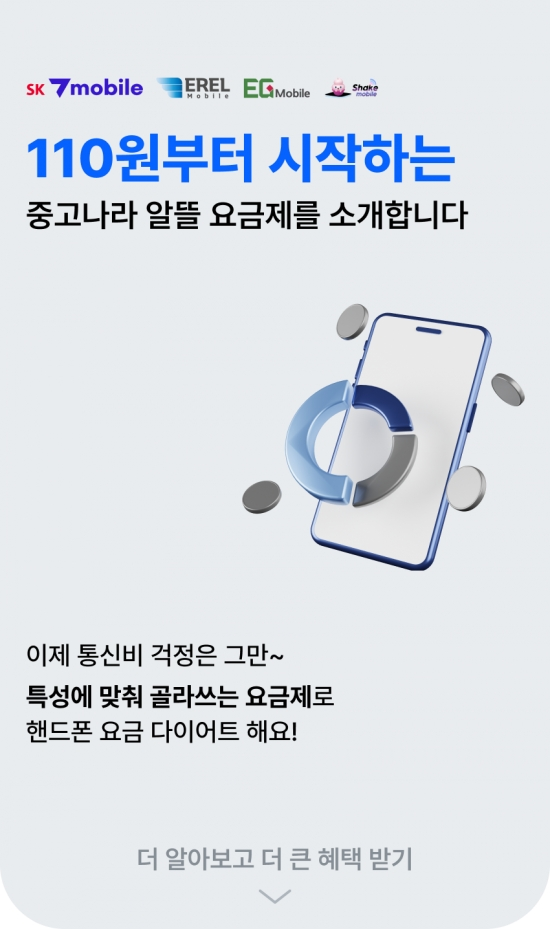 SK 7mobile EREL Mobile EG Mobile Shake mobile
110원부터 시작하는
중고나라 알뜰 요금제를 소개합니다
이제 통신비 걱정은 그만~
특성에 맞춰 골라쓰는 요금제로
핸드폰 요금 다이어트 해요!
더 알아보고 더 큰 혜택 받기